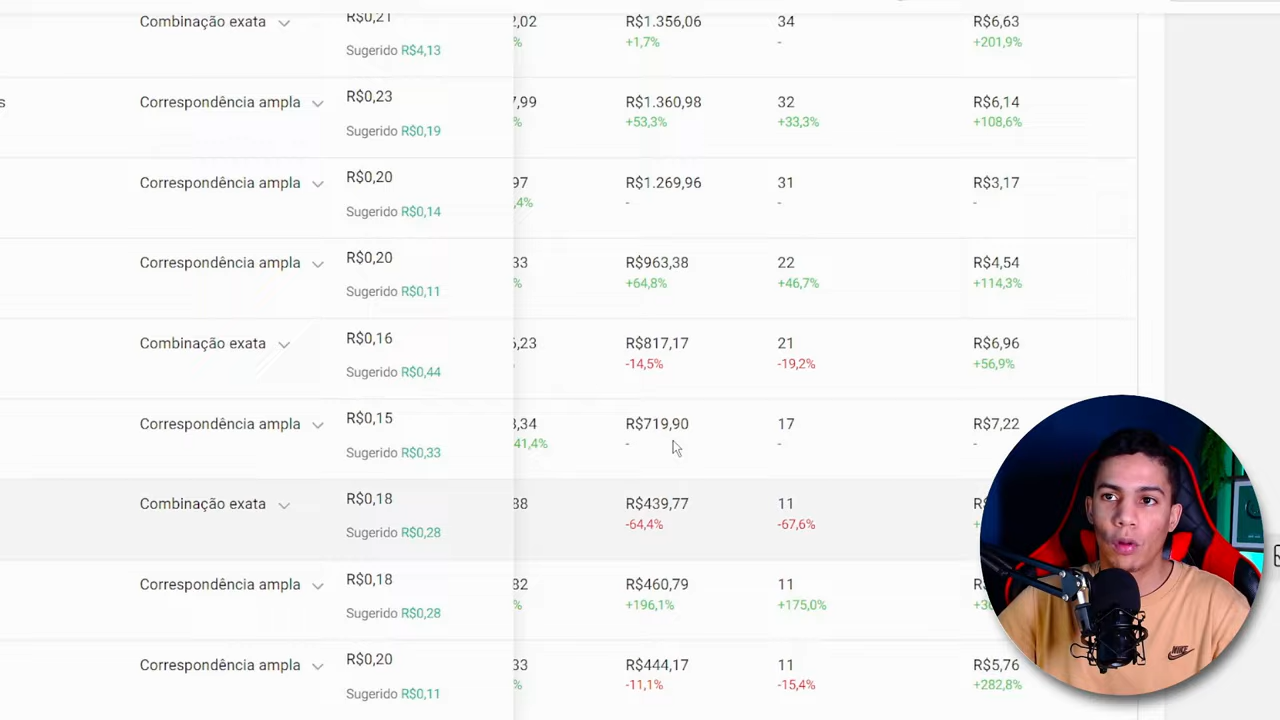 Combinação exata R$0,21 2,02 R$1.356,06 34 R$6,63
Sugerido R$4,13 % +1,7% - +201,9%
s Correspondência ampla R$0,23 7,99 R$1.360,98 32 R$6,14
Sugerido R$0,19 % +53,3% +33,3% +108,6%
Correspondência ampla R$0,20 97 R$1.269,96 31 R$3,17
Sugerido R$0,14 ,4% - - -
Correspondência ampla R$0,20 33 R$963,38 22 R$4,54
Sugerido R$0,11 % +64,8% +46,7% +114,3%
Combinação exata R$0,16 6,23 R$817,17 21 R$6,96
Sugerido R$0,44 -14,5% -19,2% +56,9%
Correspondência ampla R$0,15 3,34 R$719,90 17 R$7,22
Sugerido R$0,33 41,4% - - -
Combinação exata R$0,18 88 R$439,77 11
Sugerido R$0,28 -64,4% -67,6%
Correspondência ampla R$0,18 82 R$460,79 11
Sugerido R$0,28 % +196,1% +175,0%
Correspondência ampla R$0,20 33 R$444,17 11 R$5,76
Sugerido R$0,11 % -11,1% -15,4% +282,8%
NIKE